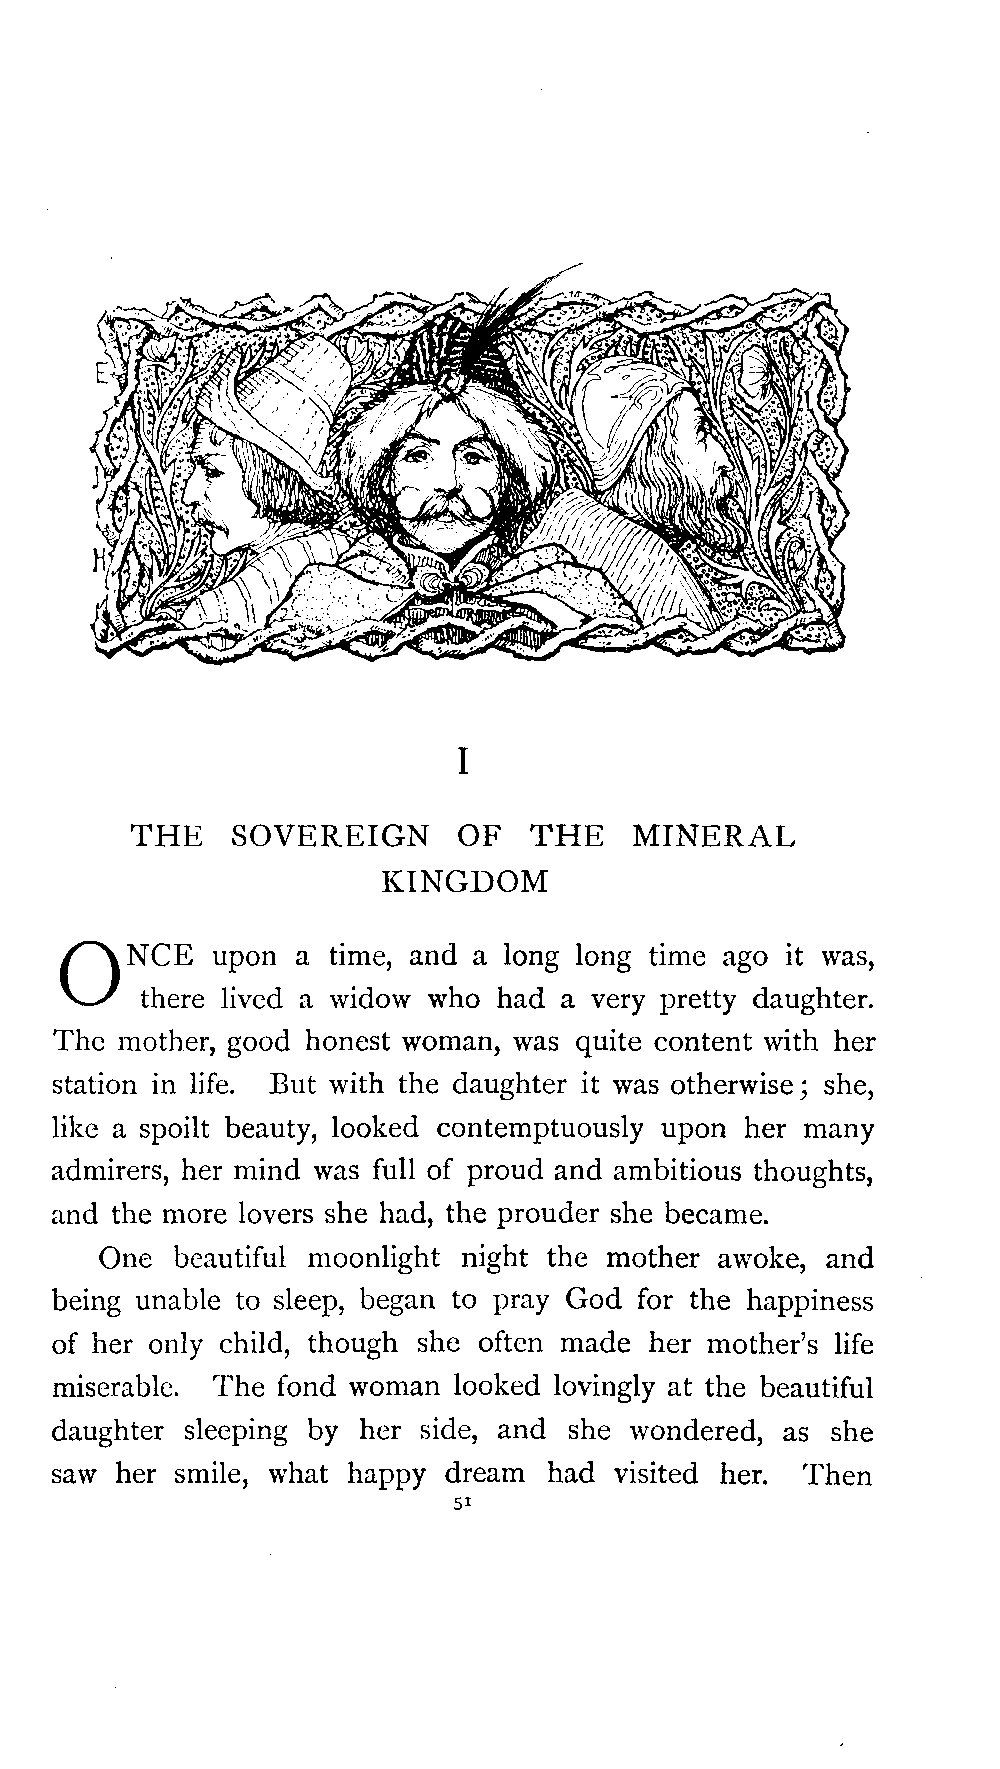 E
J
H
I
THE SOVEREIGN OF THE MINERAL
KINGDOM
ONCE upon a time, and a long long time ago it was,
there lived a widow who had a very pretty daughter.
The mother, good honest woman, was quite content with her
station in life. But with the daughter it was otherwise; she,
like a spoilt beauty, looked contemptuously upon her many
admirers, her mind was full of proud and ambitious thoughts,
and the more lovers she had, the prouder she became.
One beautiful moonlight night the mother awoke, and
being unable to sleep, began to pray God for the happiness
of her only child, though she often made her mother's life
miserable. The fond woman looked lovingly at the beautiful
daughter sleeping by her side, and she wondered, as she
saw her smile, what happy dream had visited her. Then
51